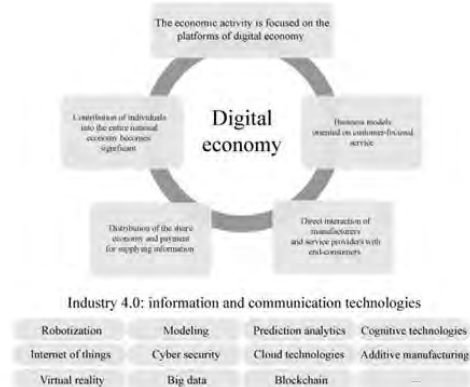 The economic activity is focused on the
platforms of digital economy
Contribution of individuals
into the entire national
economy becomes
significant
Digital
economy
Business models
oriented on customer-focused
service
Distribution of the share
economy and payment
for supplying information
Direct interaction of
manufacturers
and service providers with
end-consumers
Industry 4.0: information and communication technologies
Robotization Modeling Prediction analytics Cognitive technologies
Internet of things Cyber security Cloud technologies Additive manufacturing
Virtual reality Big data Blockchain —